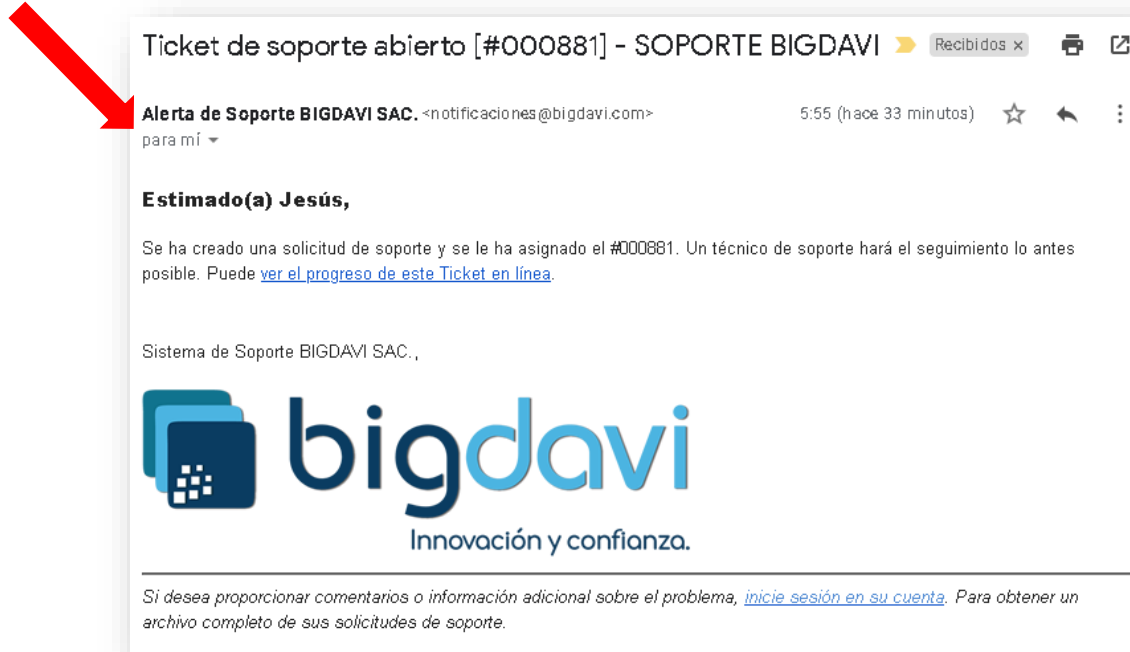 Ticket de soporte abierto [#000881] - SOPORTE BIGDAVI Recibidos x
Alerta de Soporte BIGDAVI SAC. <notificaciones@bigdavi.com> 5:55 (hace 33 minutos)
para mí
Estimado(a) Jesús,
Se ha creado una solicitud de soporte y se le ha asignado el #000881. Un técnico de soporte hará el seguimiento lo antes
posible. Puede ver el progreso de este Ticket en línea.
Sistema de Soporte BIGDAVI SAC.,
bigdavi
Innovación y confianza.
Si desea proporcionar comentarios o información adicional sobre el problema, inicie sesión en su cuenta. Para obtener un
archivo completo de sus solicitudes de soporte.